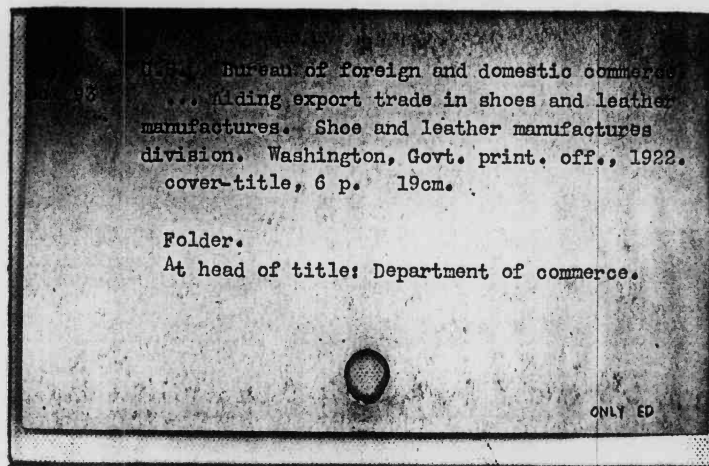 Bureau of foreign and domestic commerce.
... Aiding export trade in shoes and leather
manufactures. Shoe and leather manufactures
division. Washington, Govt. print. off., 1922.
cover-title, 6 p. 19cm.
Folder.
At head of title: Department of commerce.
ONLY ED